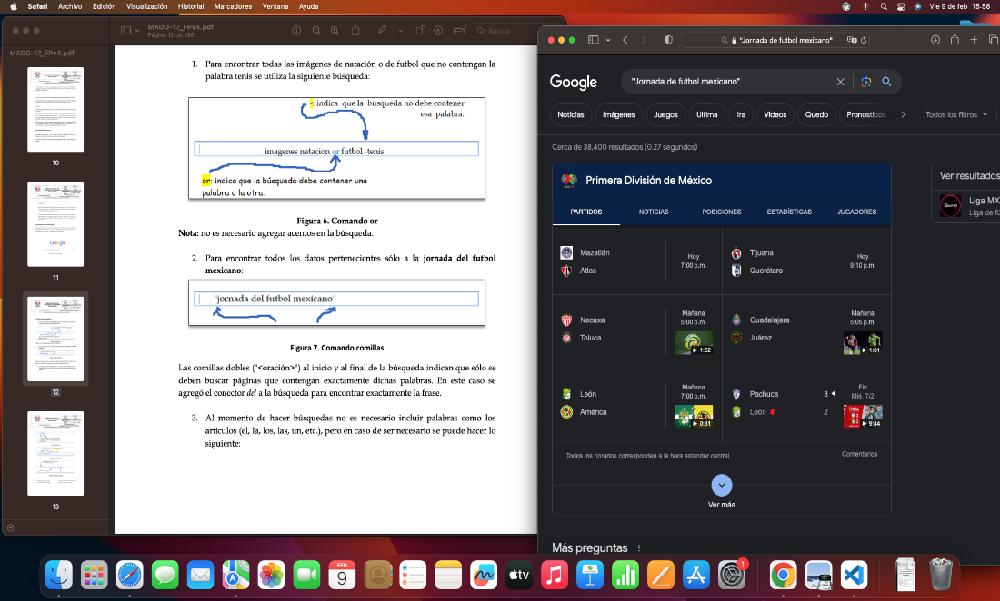 Safari Archivo Edición Visualización Historial Marcadores Ventana Ayuda
Vie 9 de feb 15:58
MADO-17_FPv4.pdf
Página 12 de 186
Buscar
MADO-17_FPv4.pdf
10
11
12
13
1. Para encontrar todas las imágenes de natación o de futbol que no contengan la
palabra tenis se utiliza la siguiente búsqueda:
-: indica que la búsqueda no debe contener
esa palabra.
imagenes natacion or futbol -tenis
or: indica que la búsqueda debe contener una
palabra o la otra.
Figura 6. Comando or
Nota: no es necesario agregar acentos en la búsqueda.
2. Para encontrar todos los datos pertenecientes sólo a la jornada del futbol
mexicano:
"jornada del futbol mexicano"
Figura 7. Comando comillas
Las comillas dobles ("<oración>") al inicio y al final de la búsqueda indican que sólo se
deben buscar páginas que contengan exactamente dichas palabras. En este caso se
agregó el conector del a la búsqueda para encontrar exactamente la frase.
3. Al momento de hacer búsquedas no es necesario incluir palabras como los
artículos (el, la, los, las, un, etc.), pero en caso de ser necesario se puede hacer lo
siguiente:
"Jornada de futbol mexicano"
Google
"Jornada de futbol mexicano"
Noticias Imágenes Juegos Última 1ra Videos Quedo Pronosticos Todos los filtros
Cerca de 38,400 resultados (0.27 segundos)
Primera División de México
PARTIDOS NOTICIAS POSICIONES ESTADÍSTICAS JUGADORES
Mazatlán
Atlas
Hoy
7:00 p.m.
Tijuana
Querétaro
Hoy
9:10 p.m.
Necaxa
Toluca
Mañana
5:00 p.m.
1:52
Guadalajara
Juárez
Mañana
5:05 p.m.
1:01
León
América
Mañana
7:00 p.m.
0:31
Pachuca 3
León 2
Fin
Mié, 7/2
FINAL
9:44
Todos los horarios corresponden a la hora estándar central
Comentarios
Ver más
Más preguntas
Ver resultados
Liga MX
Liga de fú
FEB
9
tv
1